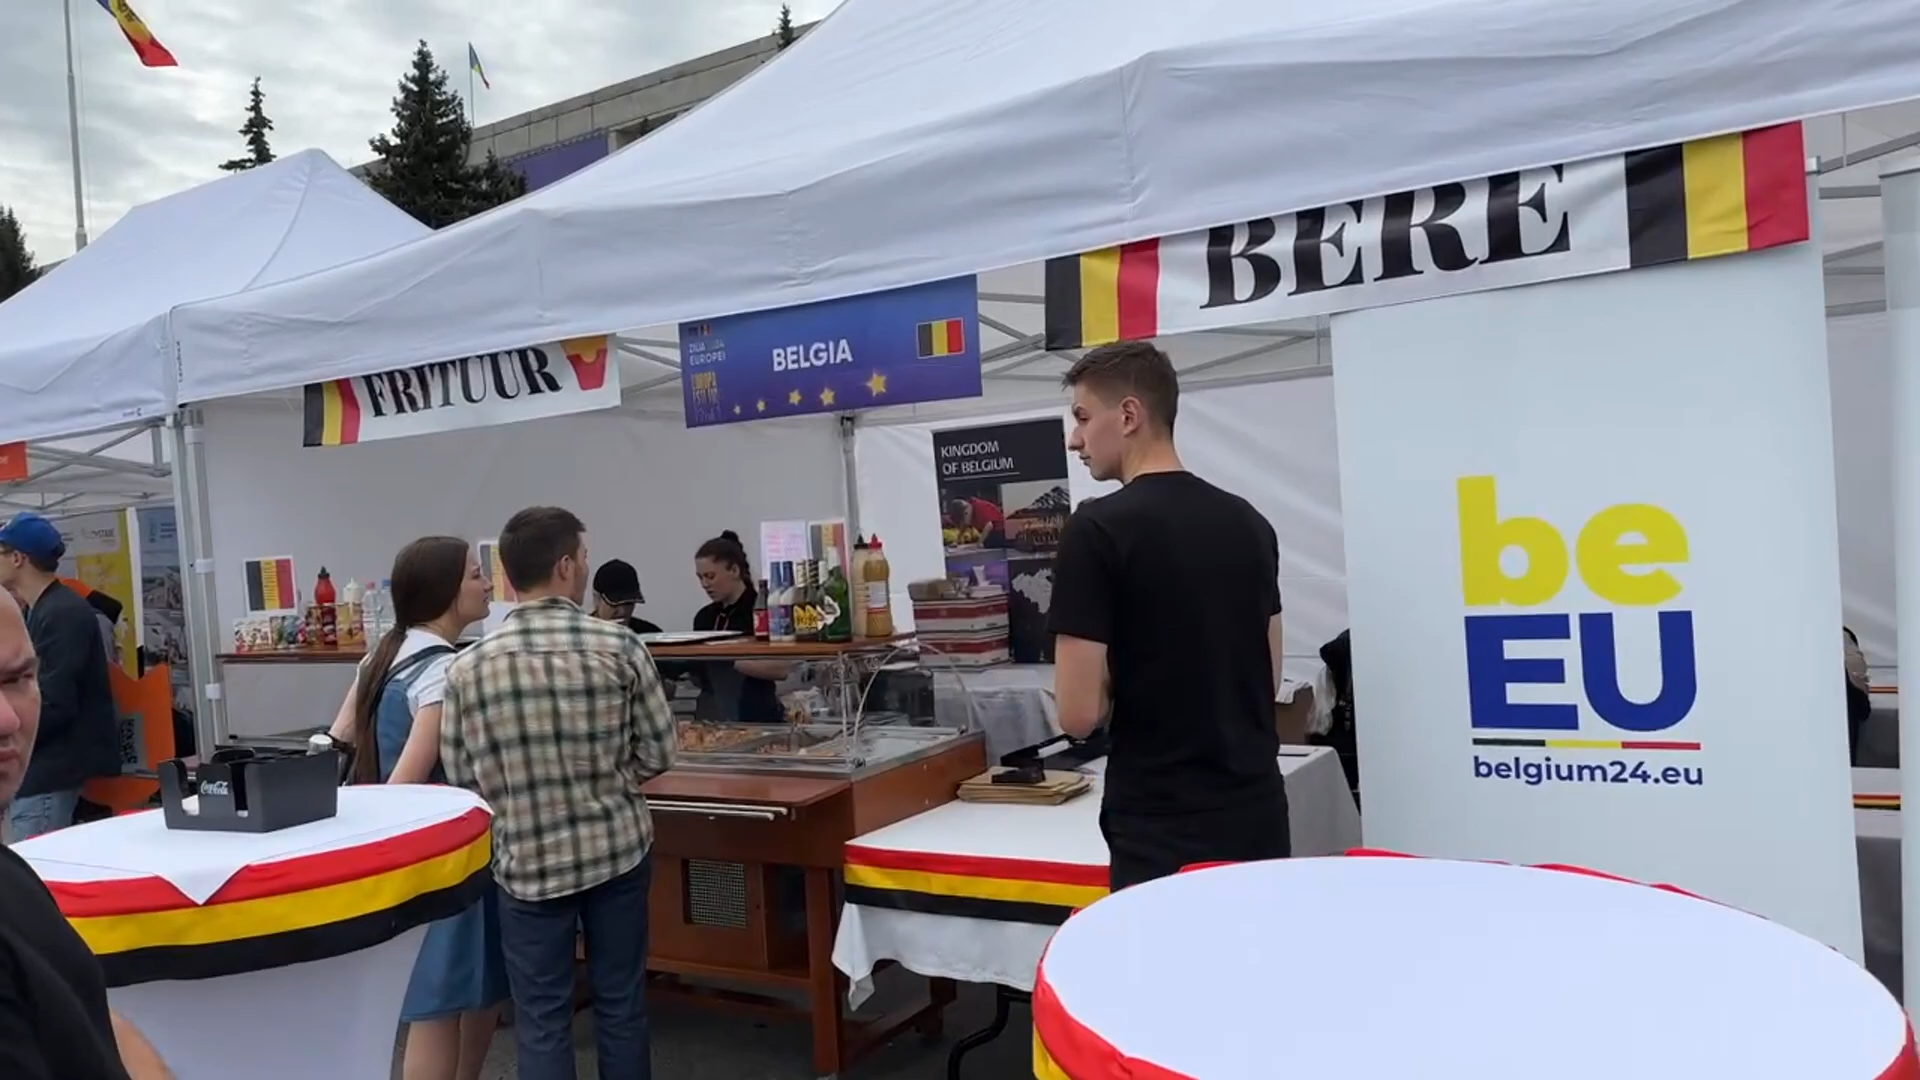 BERE
FRITUUR
ZIUA
EUROPEI
BELGIA
KINGDOM
OF BELGIUM
be
EU
belgium24.eu
Coca-Cola